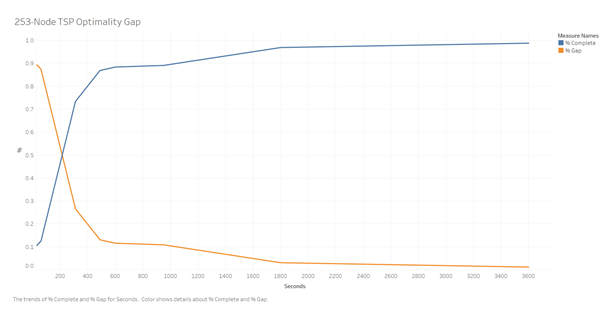 253-Node TSP Optimality Gap
Measure Names
% Complete
% Gap
1.0
0.9
0.8
0.7
0.6
0.5
0.4
0.3
0.2
0.1
0.0
#
200 400 600 800 1000 1200 1400 1600 1800 2000 2200 2400 2600 2800 3000 3200 3400 3600
Seconds
The trends of % Complete and % Gap for Seconds. Color shows details about % Complete and % Gap.